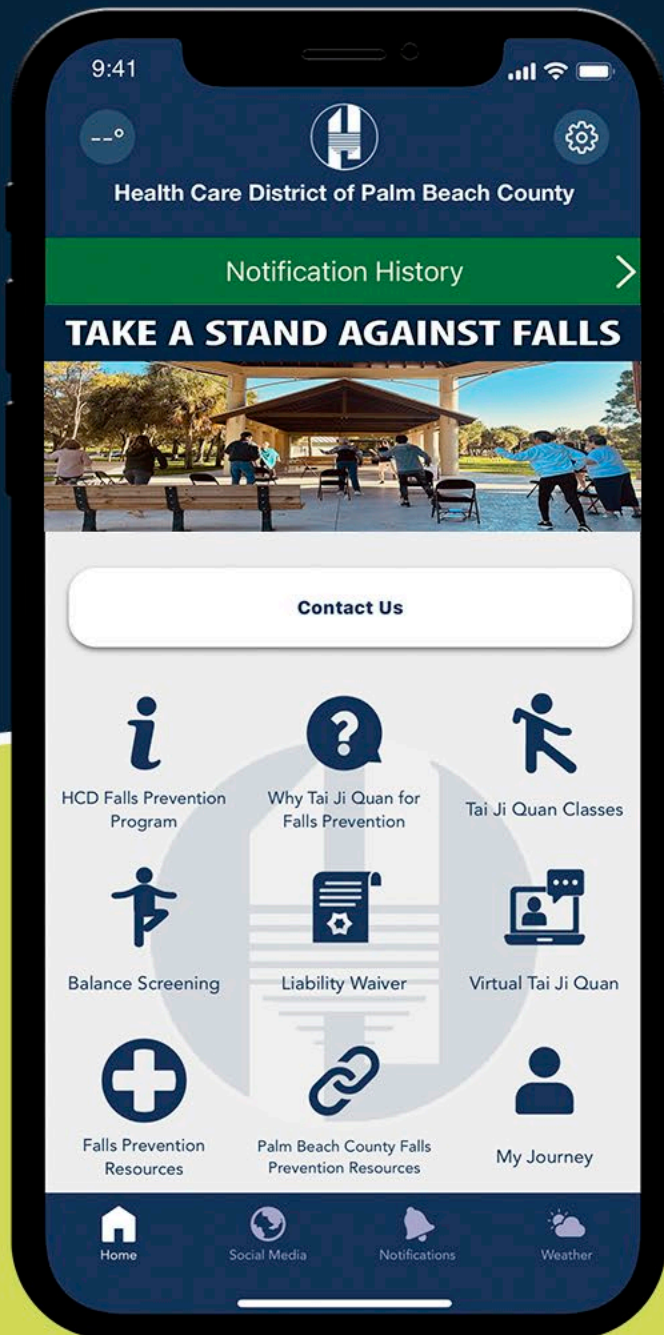 9:41
--°
Health Care District of Palm Beach County
Notification History
TAKE A STAND AGAINST FALLS
Contact Us
HCD Falls Prevention
Program
Why Tai Ji Quan for
Falls Prevention
Tai Ji Quan Classes
Balance Screening
Liability Waiver
Virtual Tai Ji Quan
Falls Prevention
Resources
Palm Beach County Falls
Prevention Resources
My Journey
Home
Social Media
Notifications
Weather